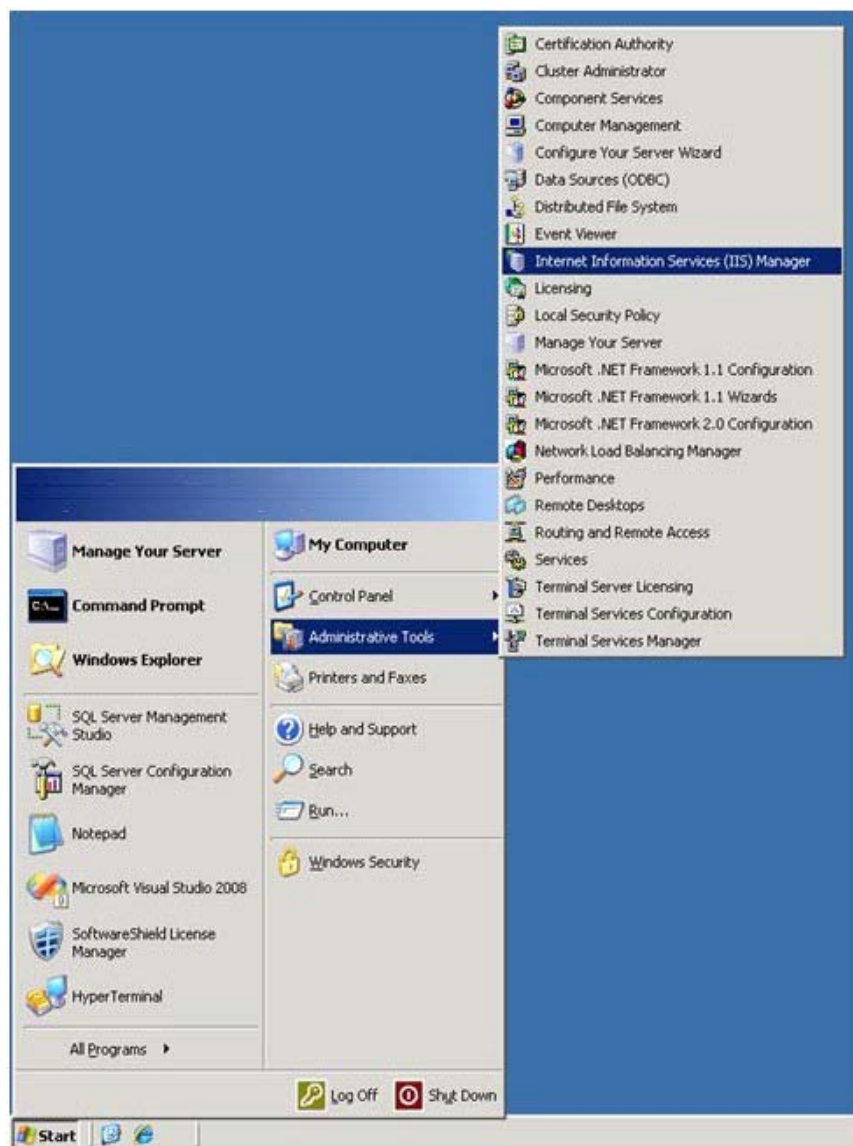 Certification Authority
Cluster Administrator
Component Services
Computer Management
Configure Your Server Wizard
Data Sources (ODBC)
Distributed File System
Event Viewer
Internet Information Services (IIS) Manager
Licensing
Local Security Policy
Manage Your Server
Microsoft .NET Framework 1.1 Configuration
Microsoft .NET Framework 1.1 Wizards
Microsoft .NET Framework 2.0 Configuration
Network Load Balancing Manager
Performance
Remote Desktops
Routing and Remote Access
Services
Terminal Server Licensing
Terminal Services Configuration
Terminal Services Manager
Manage Your Server
Command Prompt
Windows Explorer
SQL Server Management
Studio
SQL Server Configuration
Manager
Notepad
Microsoft Visual Studio 2008
SoftwareShield License
Manager
HyperTerminal
All Programs
My Computer
Control Panel
Administrative Tools
Printers and Faxes
Help and Support
Search
Run...
Windows Security
Log Off
Shut Down
Start